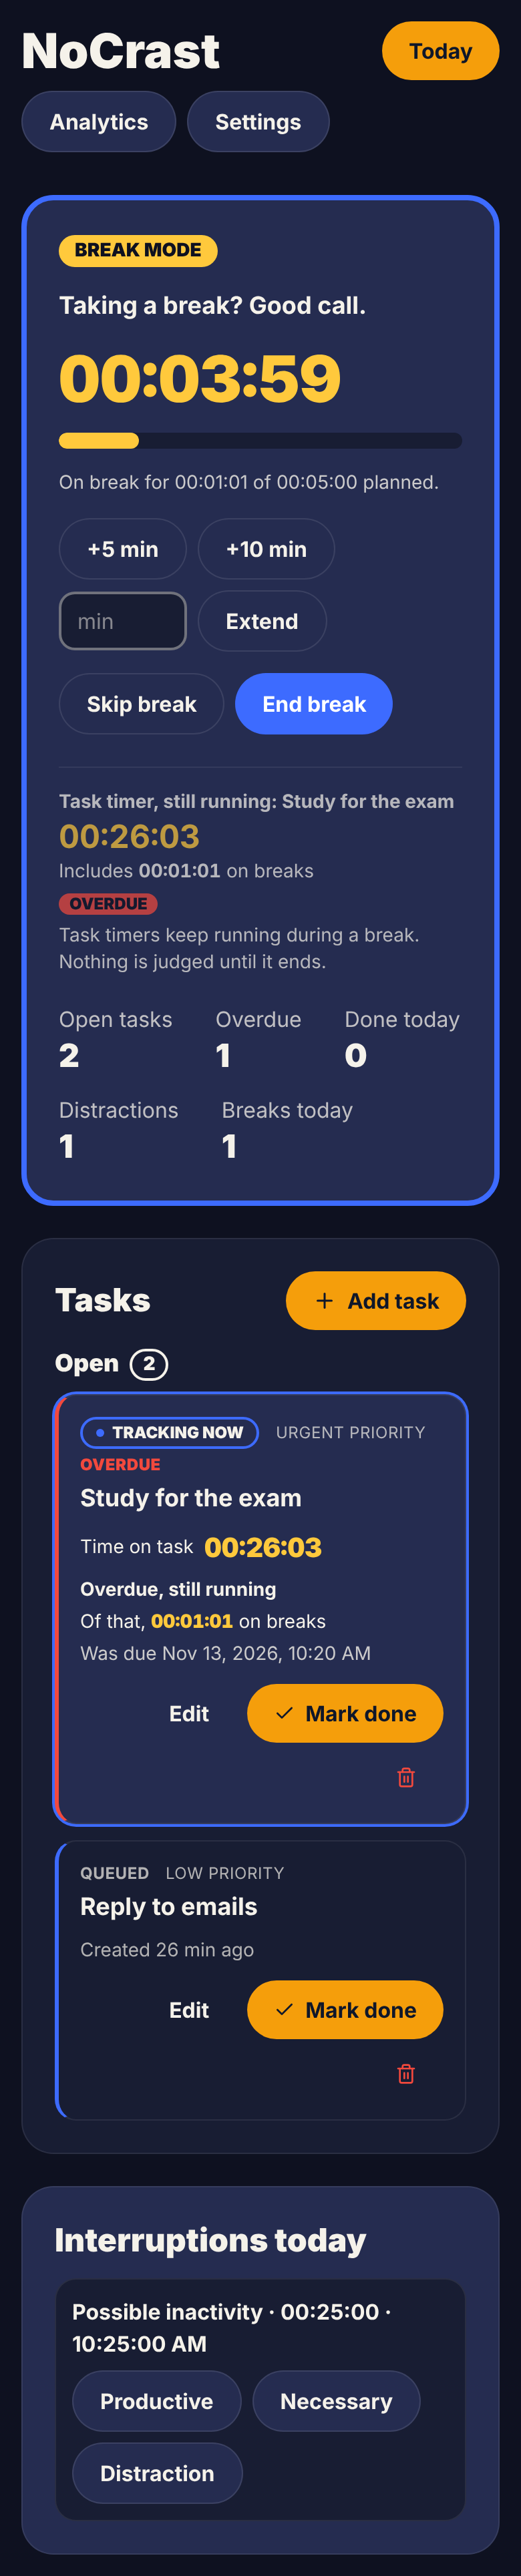 NoCrast
Today
Analytics
Settings
BREAK MODE
Taking a break? Good call.
00:03:59
On break for 00:01:01 of 00:05:00 planned.
+5 min
+10 min
min
Extend
Skip break
End break
Task timer, still running: Study for the exam
00:26:03
Includes 00:01:01 on breaks
OVERDUE
Task timers keep running during a break.
Nothing is judged until it ends.
Open tasks
2
Overdue
1
Done today
0
Distractions
1
Breaks today
1
Tasks
+ Add task
Open 2
TRACKING NOW
URGENT PRIORITY
OVERDUE
Study for the exam
Time on task 00:26:03
Overdue, still running
Of that, 00:01:01 on breaks
Was due Nov 13, 2026, 10:20 AM
Edit
Mark done
QUEUED
LOW PRIORITY
Reply to emails
Created 26 min ago
Edit
Mark done
Interruptions today
Possible inactivity · 00:25:00 ·
10:25:00 AM
Productive
Necessary
Distraction